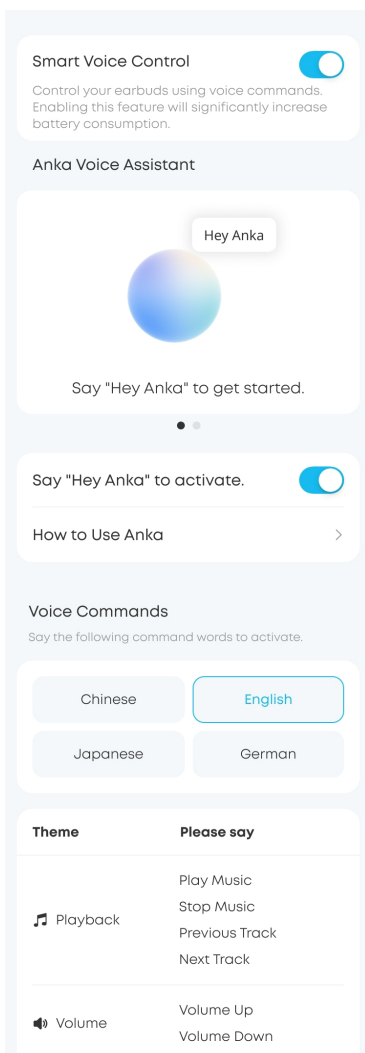 Smart Voice Control
Control your earbuds using voice commands.
Enabling this feature will significantly increase
battery consumption.
Anka Voice Assistant
Hey Anka
Say "Hey Anka" to get started.
Say "Hey Anka" to activate.
How to Use Anka
Voice Commands
Say the following command words to activate.
Chinese
English
Japanese
German
Theme
Please say
Playback
Play Music
Stop Music
Previous Track
Next Track
Volume
Volume Up
Volume Down